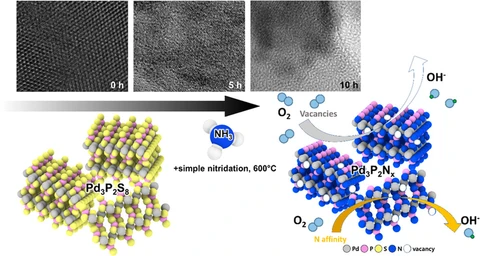 0 h
5 h
10 h
OH⁻
O₂
Vacancies
NH₃
Pd₃P₂S₈
+simple nitridation, 600°C
Pd₃P₂Nₓ
O₂
N affinity
OH⁻
Pd P S N vacancy